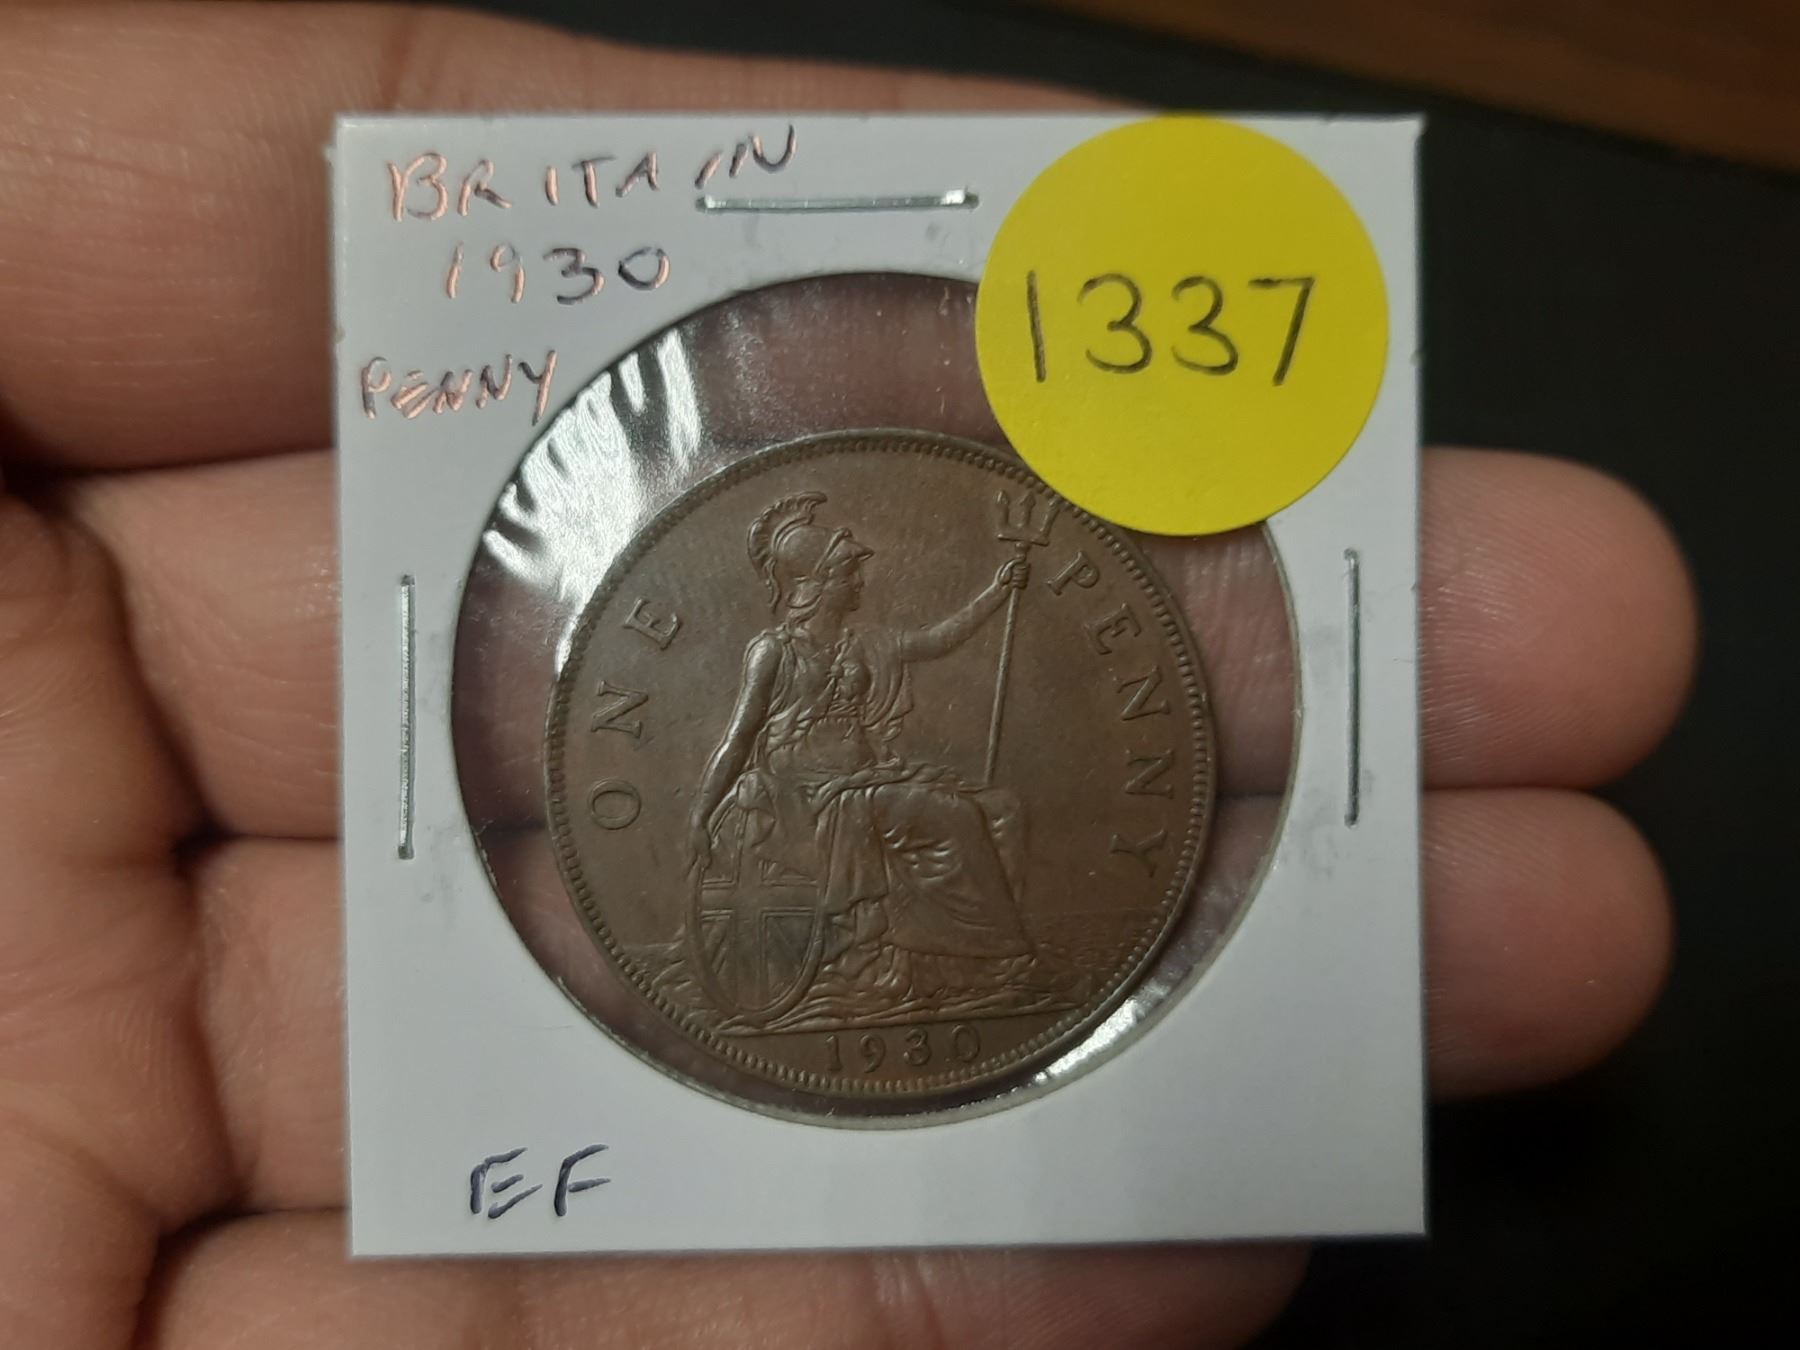 BRITAIN
1930
PENNY
1337
ONE PENNY
1930
EF